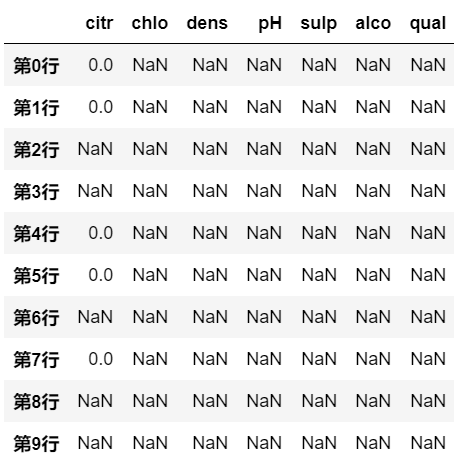 citr chlo dens pH sulp alco qual
第0行 0.0 NaN NaN NaN NaN NaN NaN
第1行 0.0 NaN NaN NaN NaN NaN NaN
第2行 NaN NaN NaN NaN NaN NaN NaN
第3行 NaN NaN NaN NaN NaN NaN NaN
第4行 0.0 NaN NaN NaN NaN NaN NaN
第5行 0.0 NaN NaN NaN NaN NaN NaN
第6行 NaN NaN NaN NaN NaN NaN NaN
第7行 0.0 NaN NaN NaN NaN NaN NaN
第8行 NaN NaN NaN NaN NaN NaN NaN
第9行 NaN NaN NaN NaN NaN NaN NaN